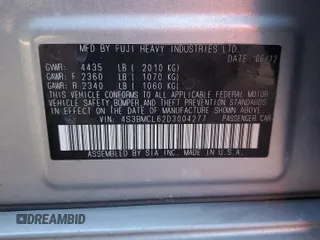 MFD BY FUJI HEAVY INDUSTRIES LTD.
DATE: 06/12
GVWR: 4435 LB ( 2010 KG)
GAWR: F 2360 LB ( 1070 KG)
GAWR: R 2340 LB ( 1060 KG)
THIS VEHICLE CONFORMS TO ALL APPLICABLE FEDERAL MOTOR
VEHICLE SAFETY, BUMPER, AND THEFT PREVENTION STANDARDS
IN EFFECT ON THE DATE OF MANUFACTURE SHOWN ABOVE.
VIN: 4S3BMCL62D3004277
PASSENGER CAR
ASSEMBLED BY SIA INC. MADE IN U.S.A.
DREAMBID